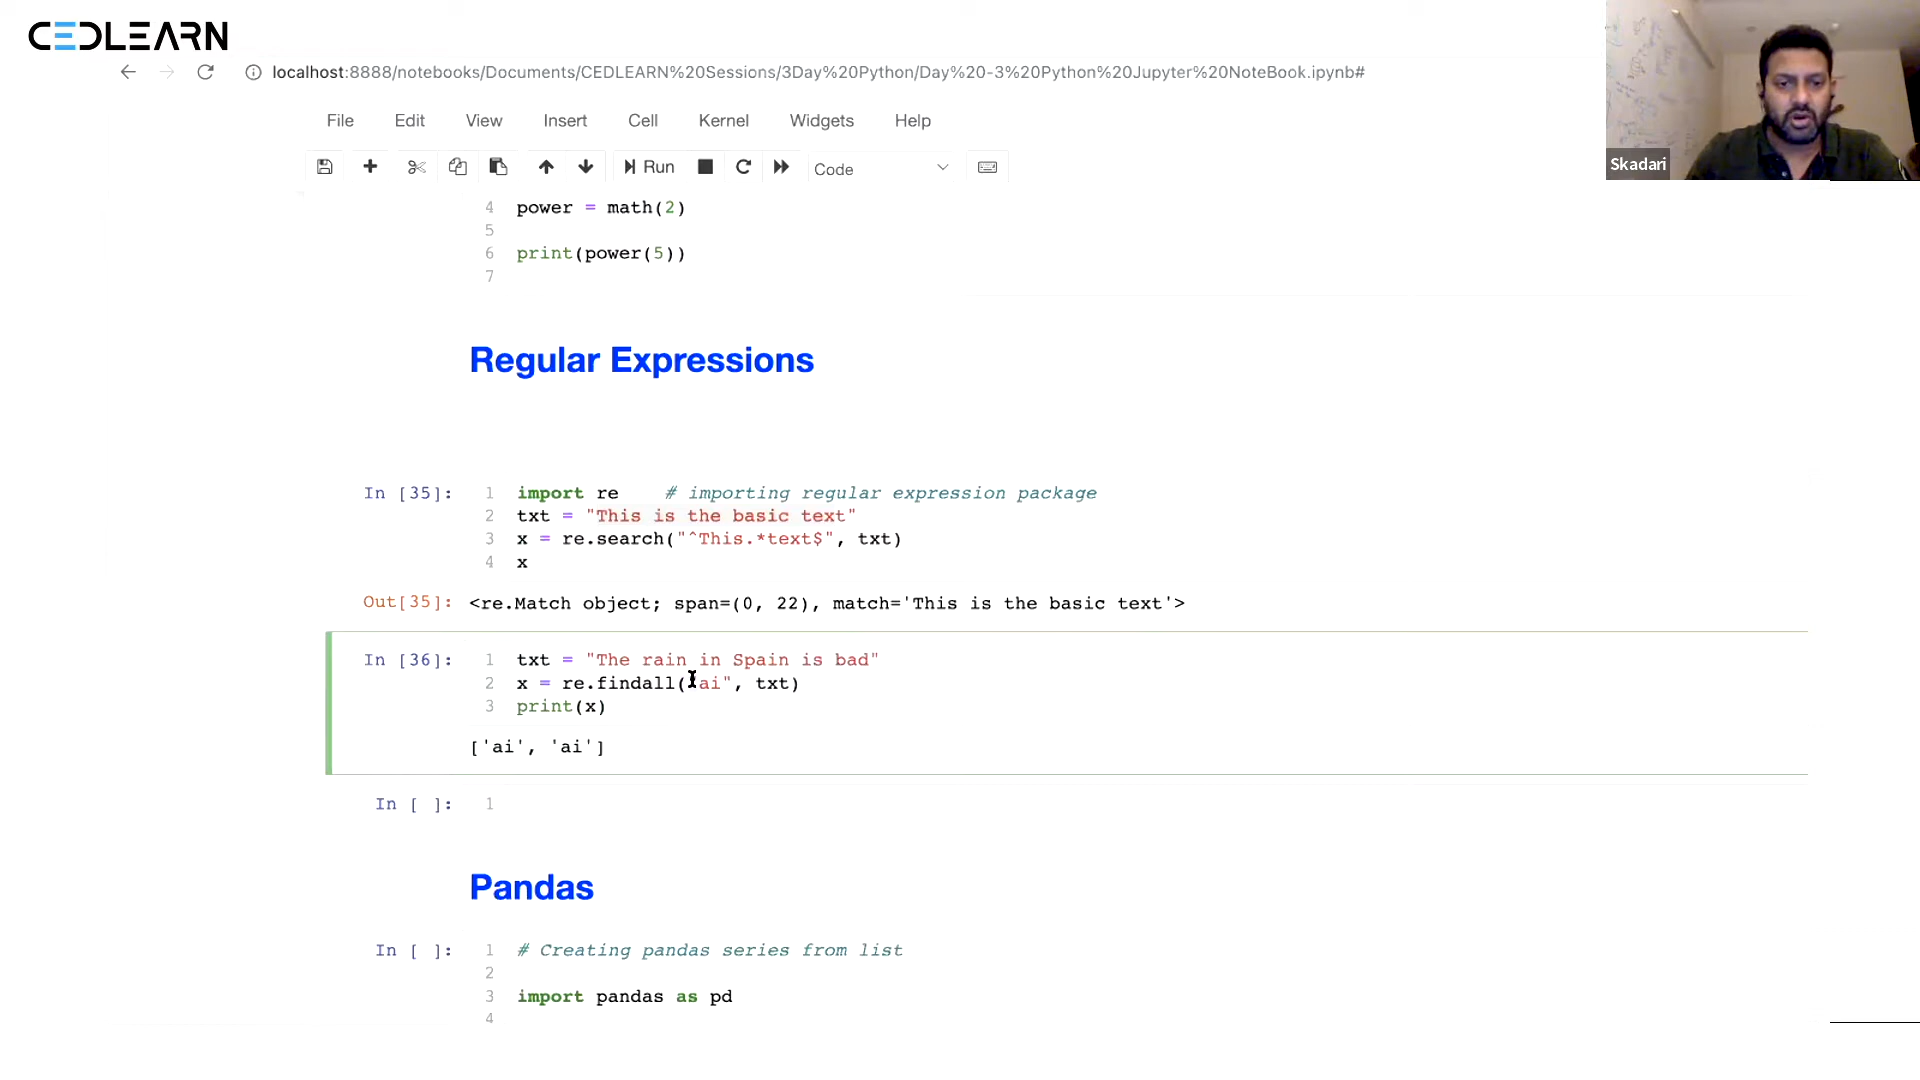 CEDLEARN
localhost:8888/notebooks/Documents/CEDLEARN%20Sessions/3Day%20Python/Day%20-3%20Python%20Jupyter%20NoteBook.ipynb#
Skadari
File Edit View Insert Cell Kernel Widgets Help
Run Code
4 power = math(2)
5
6 print(power(5))
7
Regular Expressions
In [35]: 1 import re # importing regular expression package
2 txt = "This is the basic text"
3 x = re.search("^This.*text$", txt)
4 x
Out[35]: <re.Match object; span=(0, 22), match='This is the basic text'>
In [36]: 1 txt = "The rain in Spain is bad"
2 x = re.findall("ai", txt)
3 print(x)
['ai', 'ai']
In [ ]: 1
Pandas
In [ ]: 1 # Creating pandas series from list
2
3 import pandas as pd
4